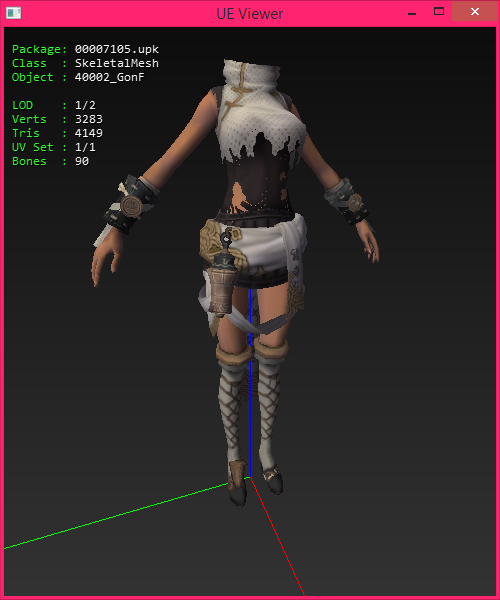 UE Viewer
Package: 00007105.upk
Class  : SkeletalMesh
Object : 40002_GonF
LOD    : 1/2
Verts  : 3283
Tris   : 4149
UV Set : 1/1
Bones  : 90